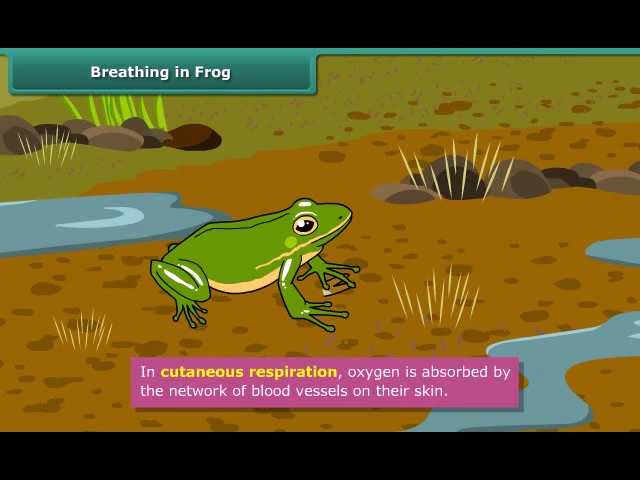 Breathing in Frog
In cutaneous respiration, oxygen is absorbed by
the network of blood vessels on their skin.